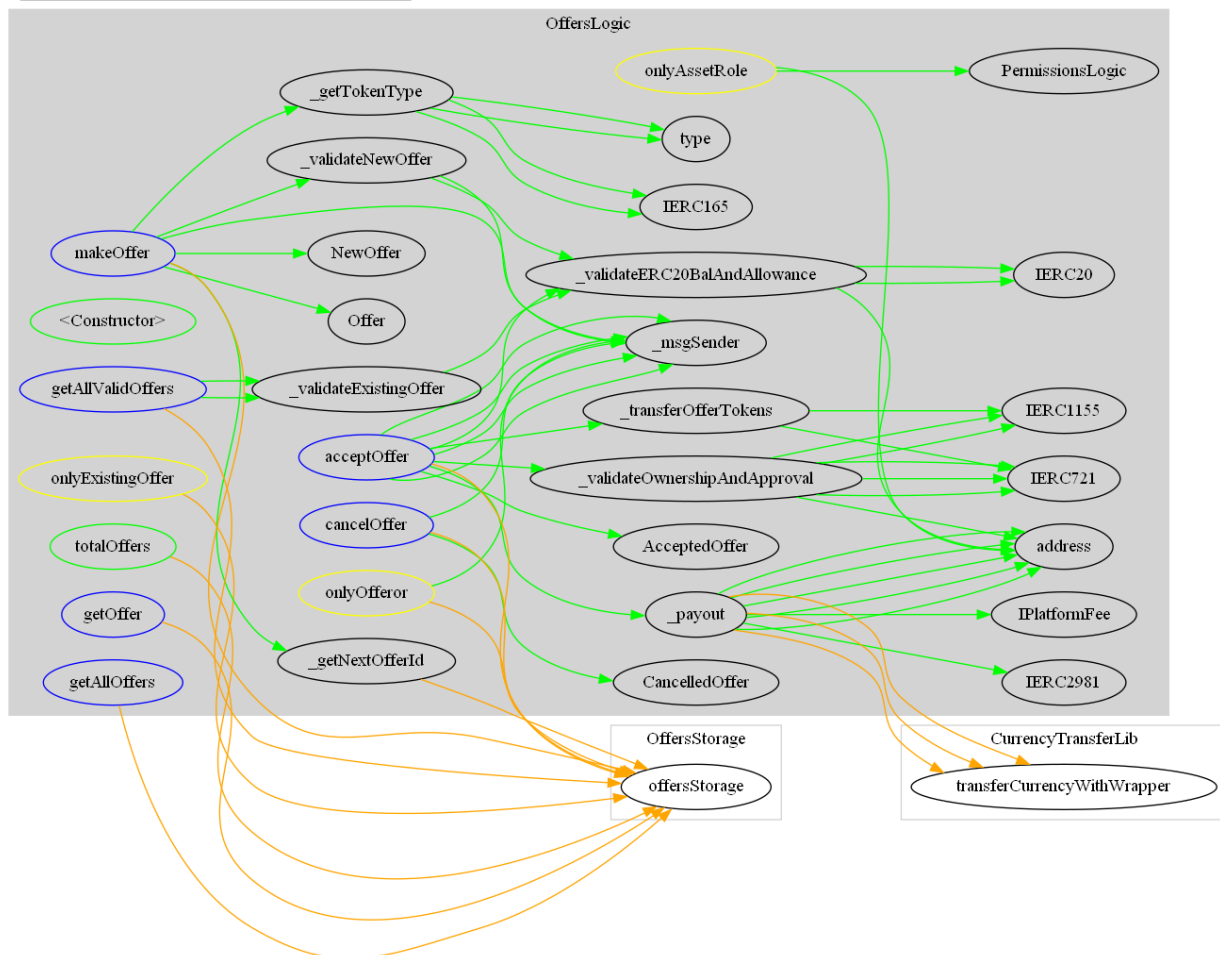 OffersLogic
onlyAssetRole
PermissionsLogic
_getTokenType
type
_validateNewOffer
IERC165
makeOffer
NewOffer
_validateERC20BalAndAllowance
IERC20
<Constructor>
Offer
_msgSender
getAllValidOffers
_validateExistingOffer
_transferOfferTokens
IERC1155
acceptOffer
onlyExistingOffer
_validateOwnershipAndApproval
IERC721
cancelOffer
totalOffers
AcceptedOffer
address
onlyOfferor
getOffer
_payout
IPlatformFee
_getNextOfferId
getAllOffers
CancelledOffer
IERC2981
OffersStorage
CurrencyTransferLib
offersStorage
transferCurrencyWithWrapper